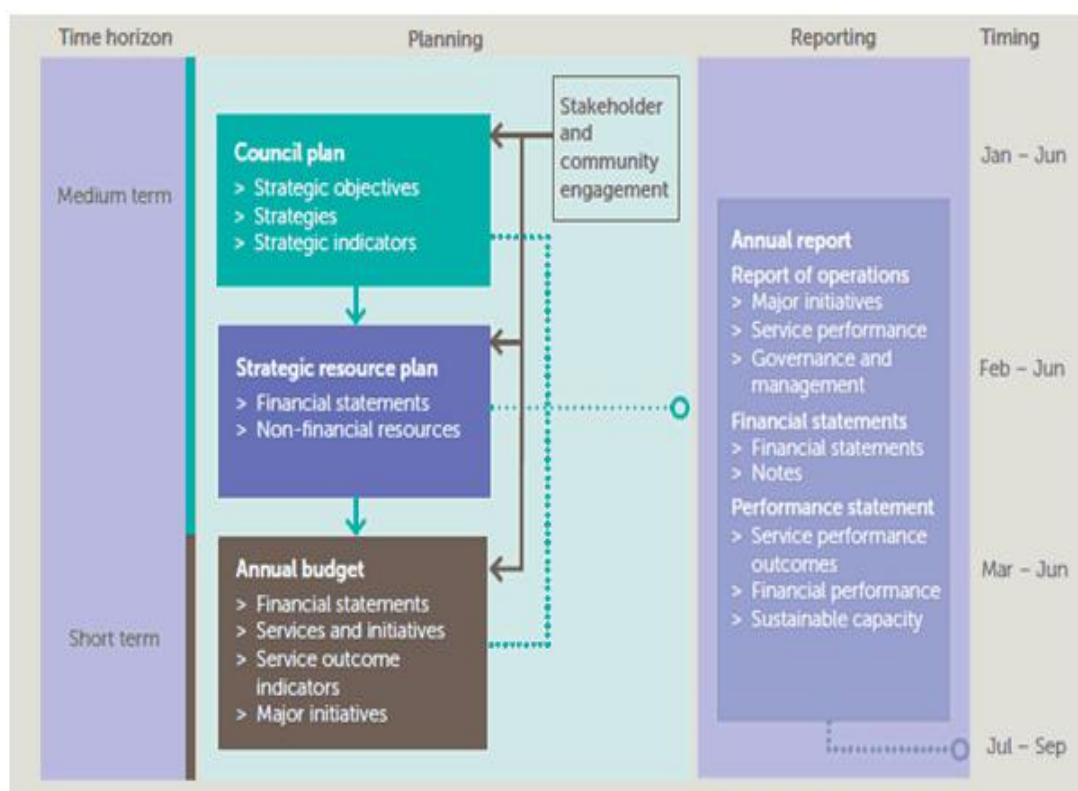 Time horizon
Planning
Reporting
Timing
Medium term
Short term
Council plan
> Strategic objectives
> Strategies
> Strategic indicators
Strategic resource plan
> Financial statements
> Non-financial resources
Annual budget
> Financial statements
> Services and initiatives
> Service outcome
indicators
> Major initiatives
Stakeholder
and
community
engagement
Annual report
Report of operations
> Major initiatives
> Service performance
> Governance and
management
Financial statements
> Financial statements
> Notes
Performance statement
> Service performance
outcomes
> Financial performance
> Sustainable capacity
Jan – Jun
Feb – Jun
Mar – Jun
Jul – Sep